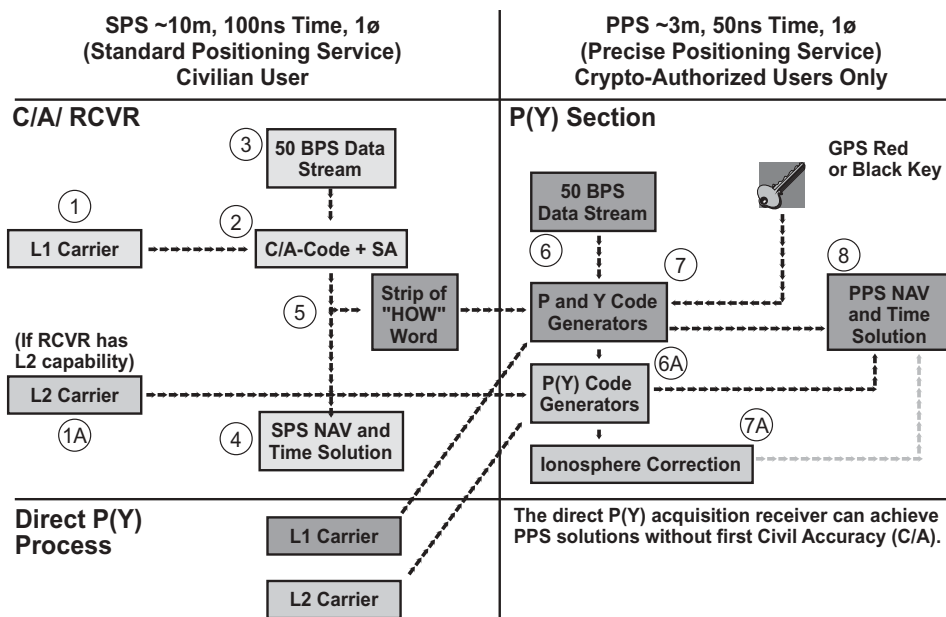 SPS ~10m, 100ns Time, 1ø
(Standard Positioning Service)
Civilian User
PPS ~3m, 50ns Time, 1ø
(Precise Positioning Service)
Crypto-Authorized Users Only
C/A/ RCVR
3
50 BPS Data
Stream
1
2
L1 Carrier
C/A-Code + SA
5
Strip of
"HOW"
Word
(If RCVR has
L2 capability)
L2 Carrier
1A
4
SPS NAV and
Time Solution
P(Y) Section
GPS Red
or Black Key
50 BPS
Data Stream
6
7
8
P and Y Code
Generators
PPS NAV
and Time
Solution
6A
P(Y) Code
Generators
7A
Ionosphere Correction
Direct P(Y)
Process
L1 Carrier
L2 Carrier
The direct P(Y) acquisition receiver can achieve
PPS solutions without first Civil Accuracy (C/A).